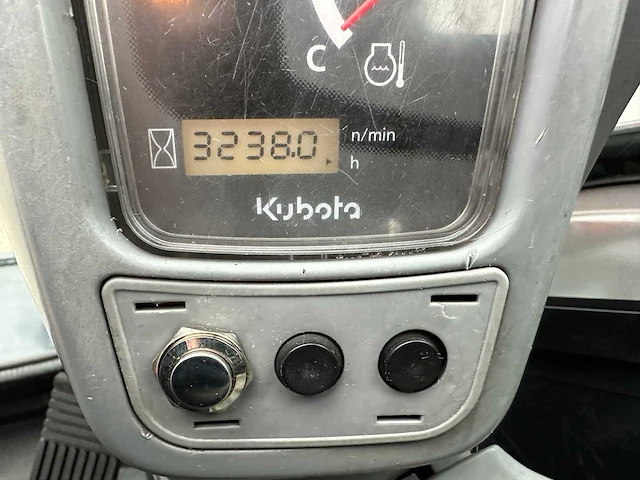 C
3238.0
n/min
h
Kubota